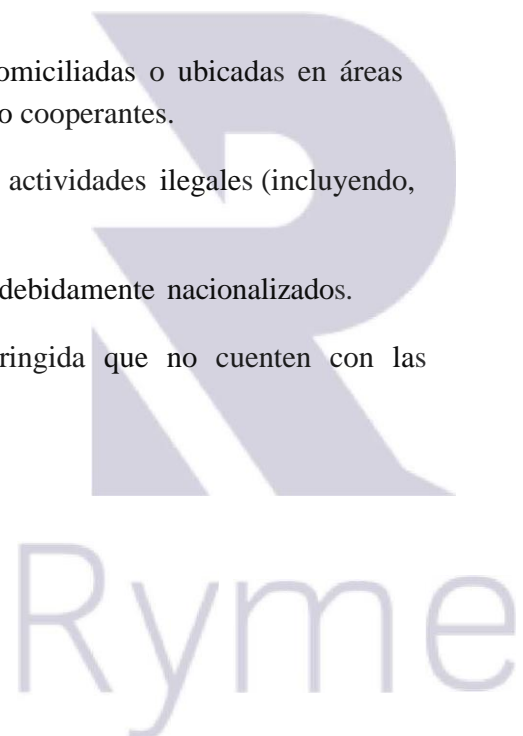 omiciliadas o ubicadas en áreas
o cooperantes.
actividades ilegales (incluyendo,
debidamente nacionalizados.
ringida que no cuenten con las
Ryme